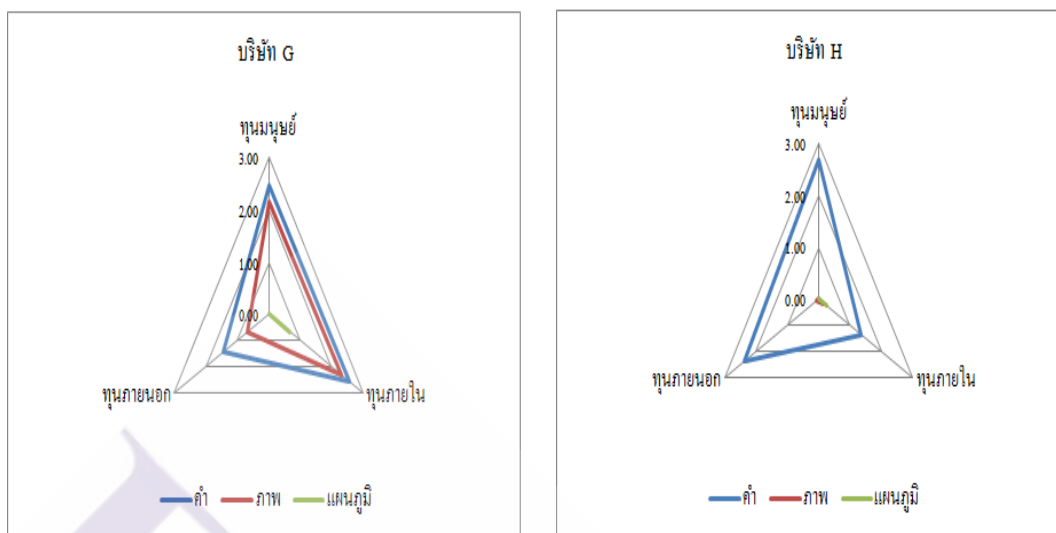 บริษัท G
ทุนมนุษย์
3.00
2.00
1.00
0.00
ทุนภายนอก
ทุนภายใน
คำ ภาพ แผนภูมิ
บริษัท H
ทุนมนุษย์
3.00
2.00
1.00
0.00
ทุนภายนอก
ทุนภายใน
คำ ภาพ แผนภูมิ